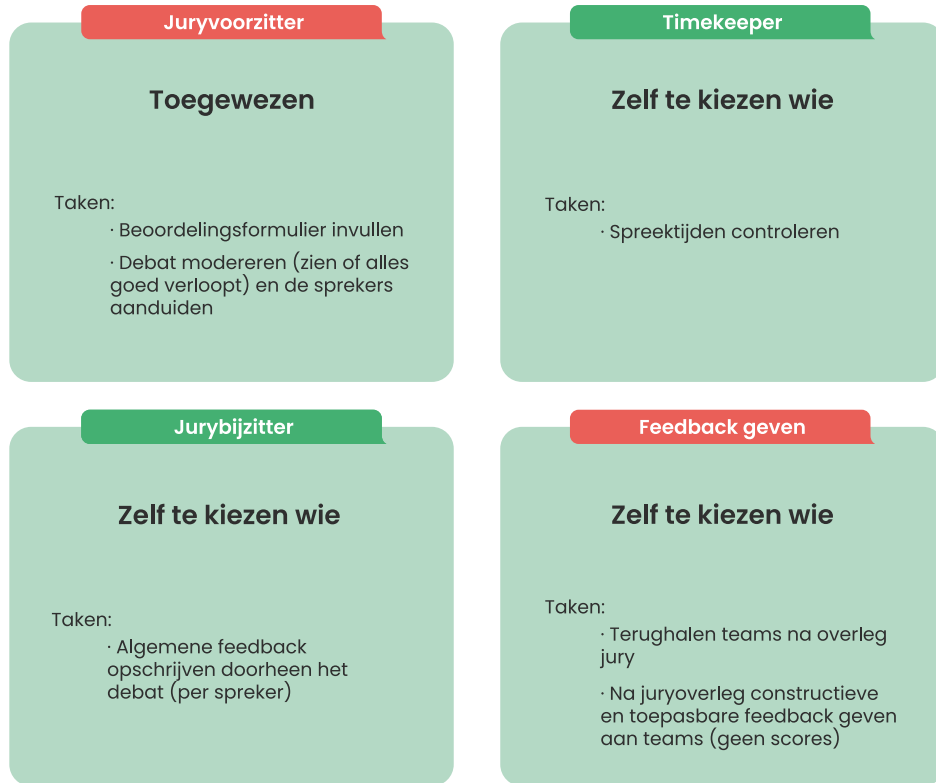 Juryvoorzitter
Toegewezen
Taken:
· Beoordelingsformulier invullen
· Debat modereren (zien of alles
goed verloopt) en de sprekers
aanduiden
Timekeeper
Zelf te kiezen wie
Taken:
· Spreektijden controleren
Jurybijzitter
Zelf te kiezen wie
Taken:
· Algemene feedback
opschrijven doorheen het
debat (per spreker)
Feedback geven
Zelf te kiezen wie
Taken:
· Terughalen teams na overleg
jury
· Na juryoverleg constructieve
en toepasbare feedback geven
aan teams (geen scores)